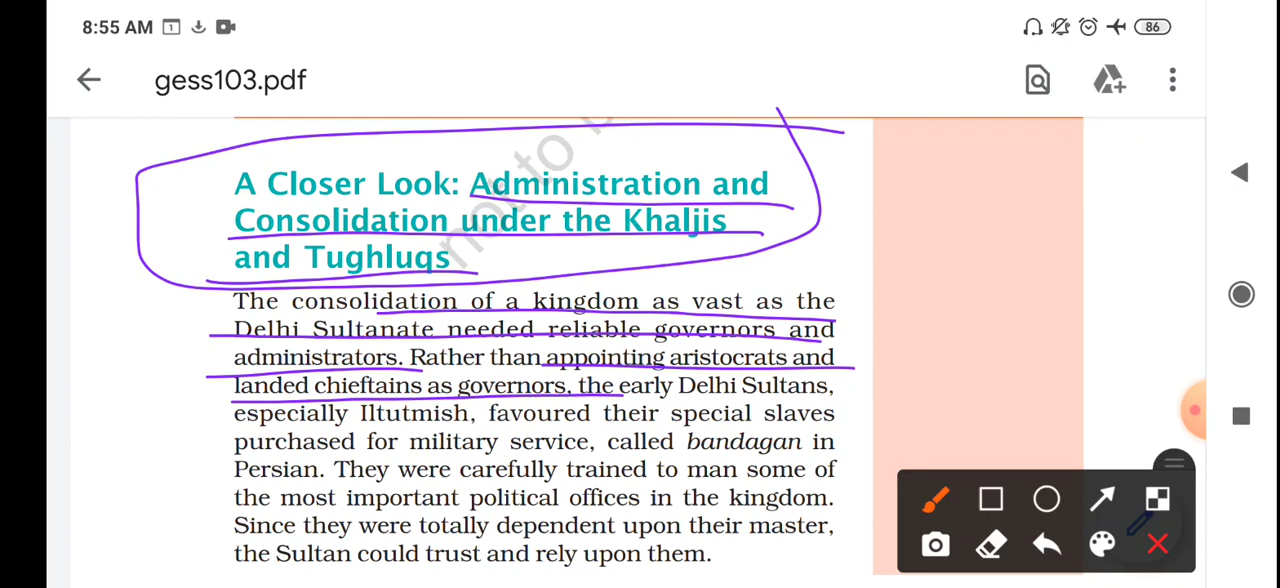 8:55 AM
1
86
gess103.pdf
not to
A Closer Look: Administration and
Consolidation under the Khaljis
and Tughluqs
The consolidation of a kingdom as vast as the
Delhi Sultanate needed reliable governors and
administrators. Rather than appointing aristocrats and
landed chieftains as governors, the early Delhi Sultans,
especially Iltutmish, favoured their special slaves
purchased for military service, called bandagan in
Persian. They were carefully trained to man some of
the most important political offices in the kingdom.
Since they were totally dependent upon their master,
the Sultan could trust and rely upon them.